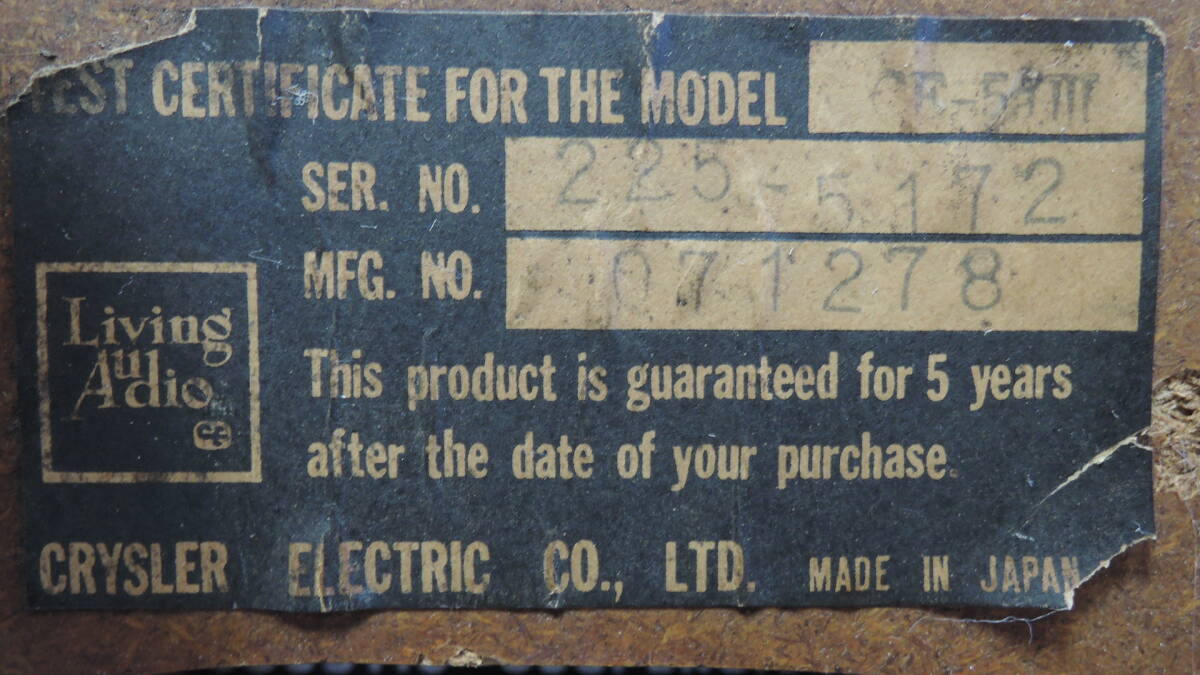 TEST CERTIFICATE FOR THE MODEL
SER. NO. 225-5172
MFG. NO. 071278
Living
Audio
This product is guaranteed for 5 years
after the date of your purchase.
CRYSLER ELECTRIC CO., LTD. MADE IN JAPAN